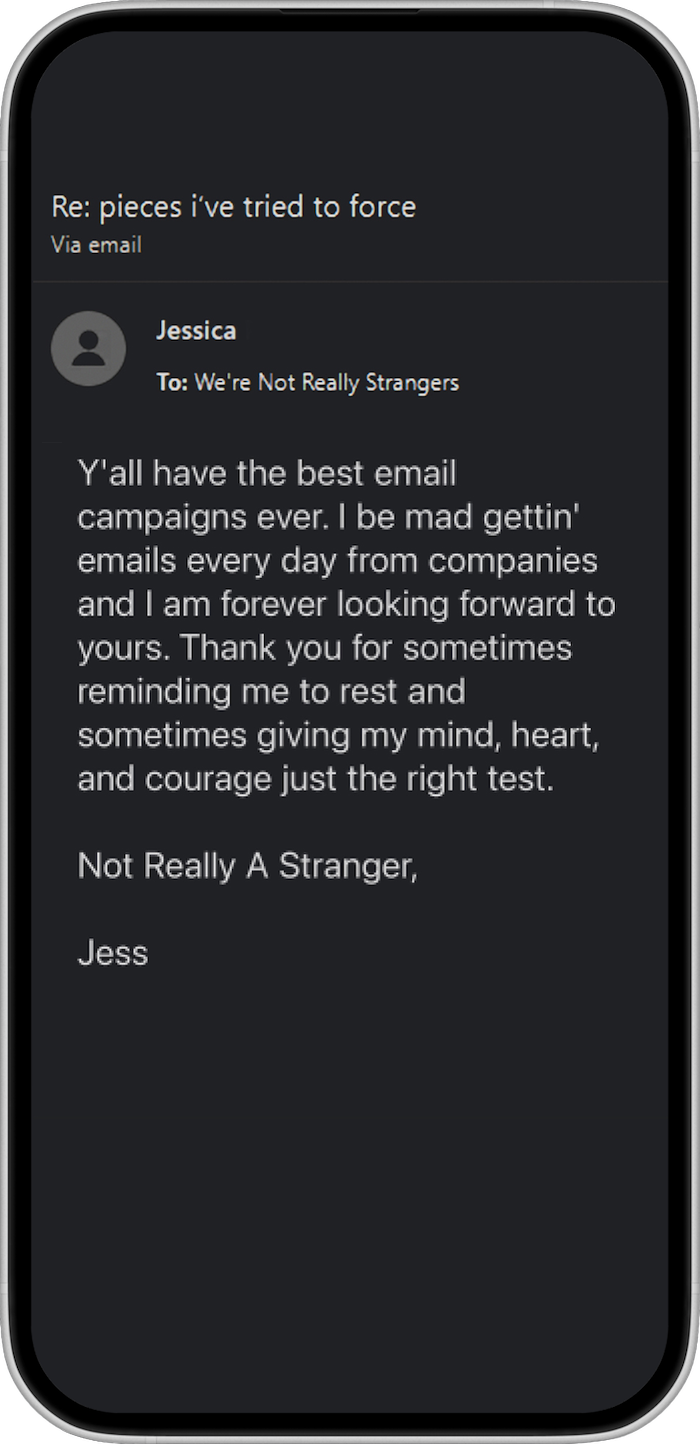 Re: pieces i’ve tried to force
Via email
Jessica
To: We're Not Really Strangers
Y'all have the best email
campaigns ever. I be mad gettin'
emails every day from companies
and I am forever looking forward to
yours. Thank you for sometimes
reminding me to rest and
sometimes giving my mind, heart,
and courage just the right test.
Not Really A Stranger,
Jess